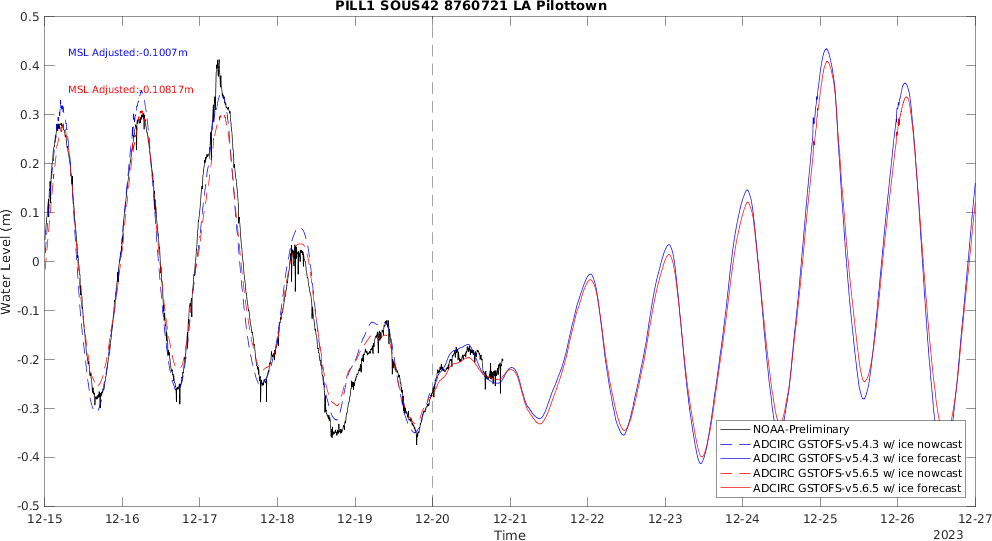 PILL1 SOUS42 8760721 LA Pilottown
MSL Adjusted:-0.1007m
MSL Adjusted:-0.10817m
Water Level (m)
0.5
0.4
0.3
0.2
0.1
0
-0.1
-0.2
-0.3
-0.4
-0.5
NOAA-Preliminary
ADCIRC GSTOFS-v5.4.3 w/ ice nowcast
ADCIRC GSTOFS-v5.4.3 w/ ice forecast
ADCIRC GSTOFS-v5.6.5 w/ ice nowcast
ADCIRC GSTOFS-v5.6.5 w/ ice forecast
12-15 12-16 12-17 12-18 12-19 12-20 12-21 12-22 12-23 12-24 12-25 12-26 12-27
Time
2023